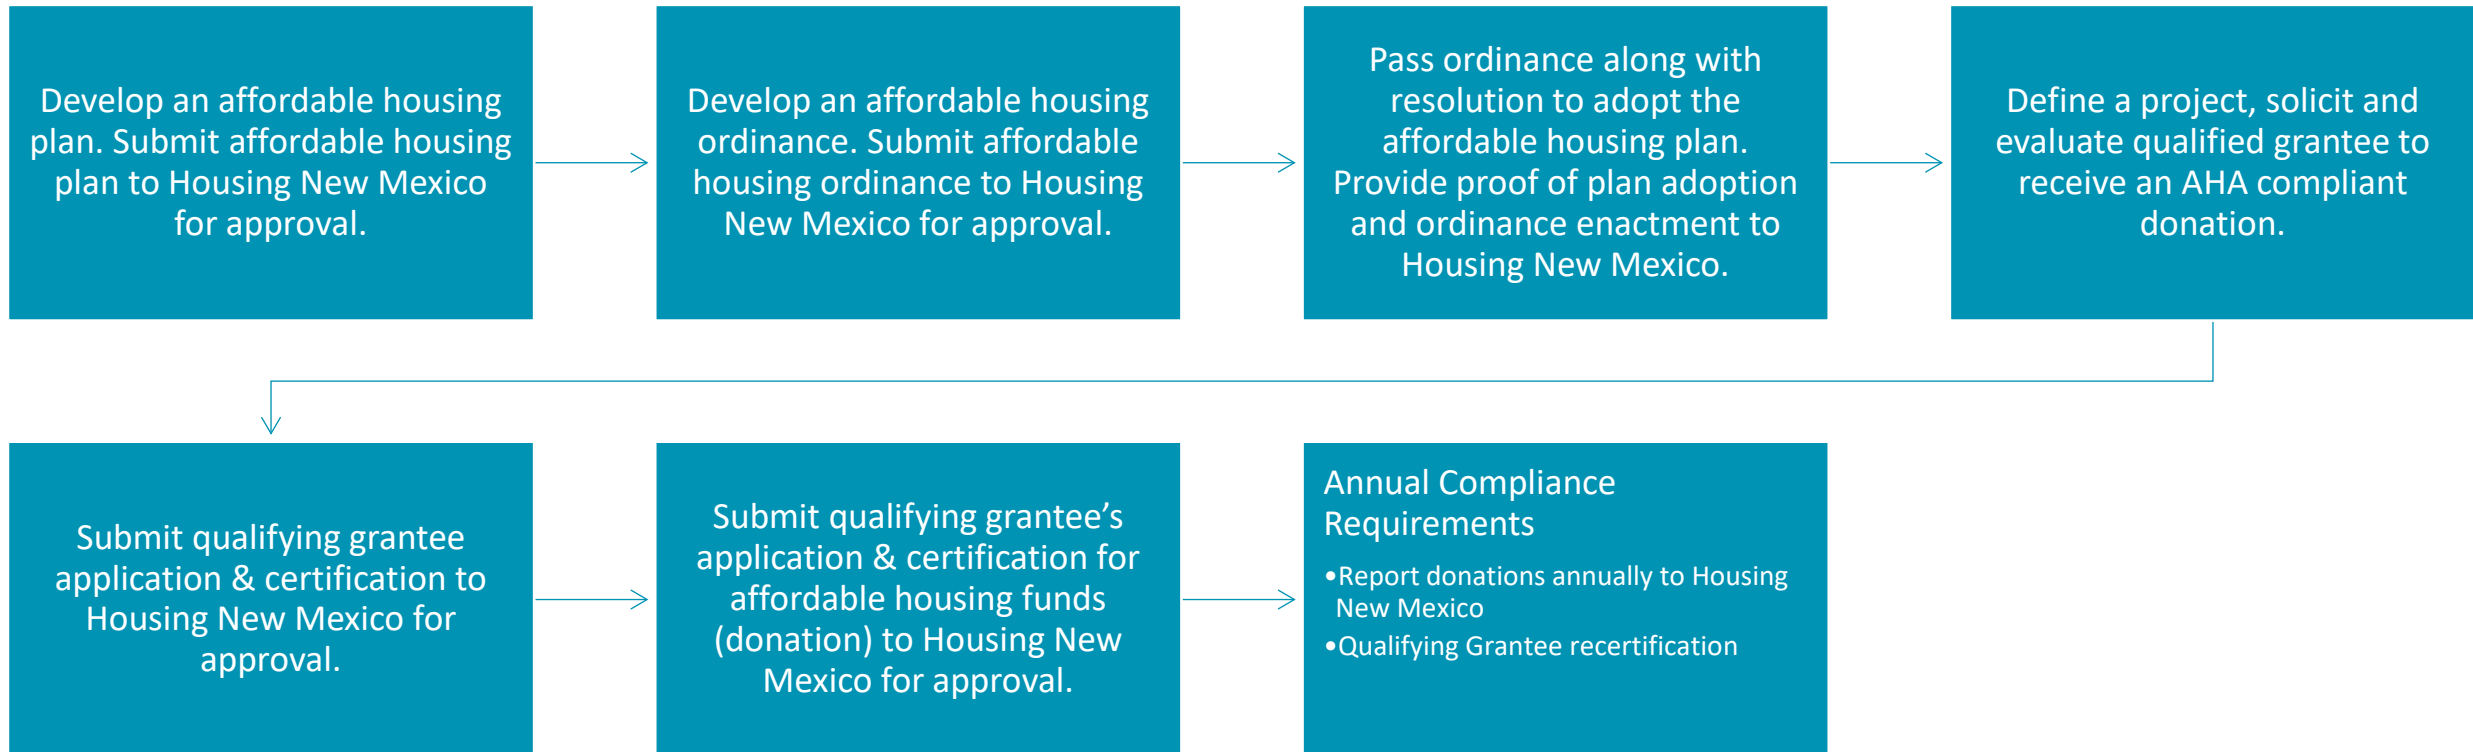 Develop an affordable housing
plan. Submit affordable housing
plan to Housing New Mexico
for approval.
Develop an affordable housing
ordinance. Submit affordable
housing ordinance to Housing
New Mexico for approval.
Pass ordinance along with
resolution to adopt the
affordable housing plan.
Provide proof of plan adoption
and ordinance enactment to
Housing New Mexico.
Define a project, solicit and
evaluate qualified grantee to
receive an AHA compliant
donation.
Submit qualifying grantee
application & certification to
Housing New Mexico for
approval.
Submit qualifying grantee’s
application & certification for
affordable housing funds
(donation) to Housing New
Mexico for approval.
Annual Compliance
Requirements
•Report donations annually to Housing
New Mexico
•Qualifying Grantee recertification